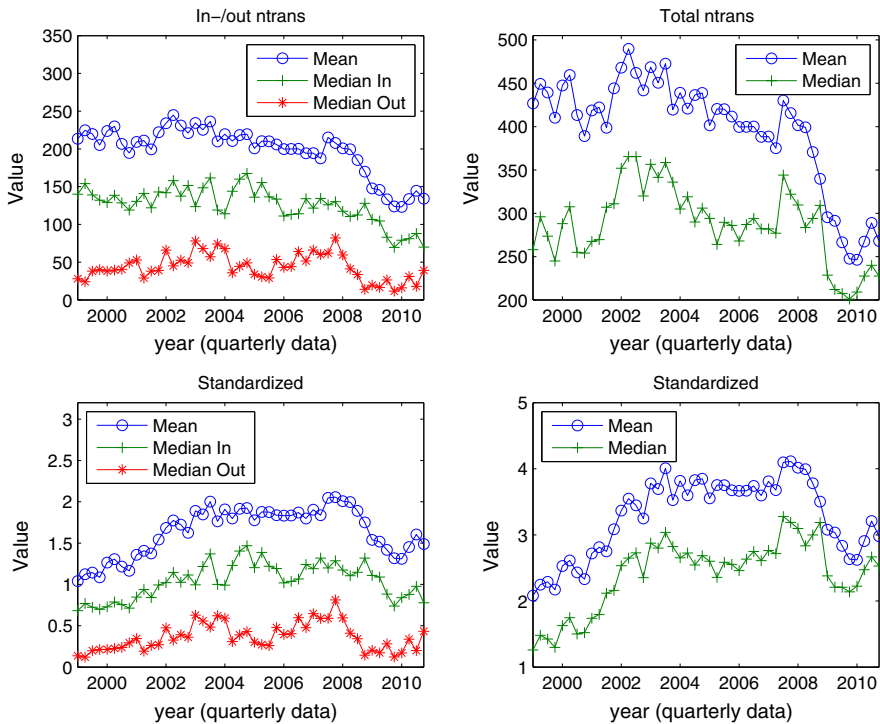 In−/out ntrans
350
300
250
200
150
100
50
0
Value
Mean
Median In
Median Out
2000 2002 2004 2006 2008 2010
year (quarterly data)
Total ntrans
500
450
400
350
300
250
200
Value
Mean
Median
2000 2002 2004 2006 2008 2010
year (quarterly data)
Standardized
3
2.5
2
1.5
1
0.5
0
Value
Mean
Median In
Median Out
2000 2002 2004 2006 2008 2010
year (quarterly data)
Standardized
5
4
3
2
1
Value
Mean
Median
2000 2002 2004 2006 2008 2010
year (quarterly data)